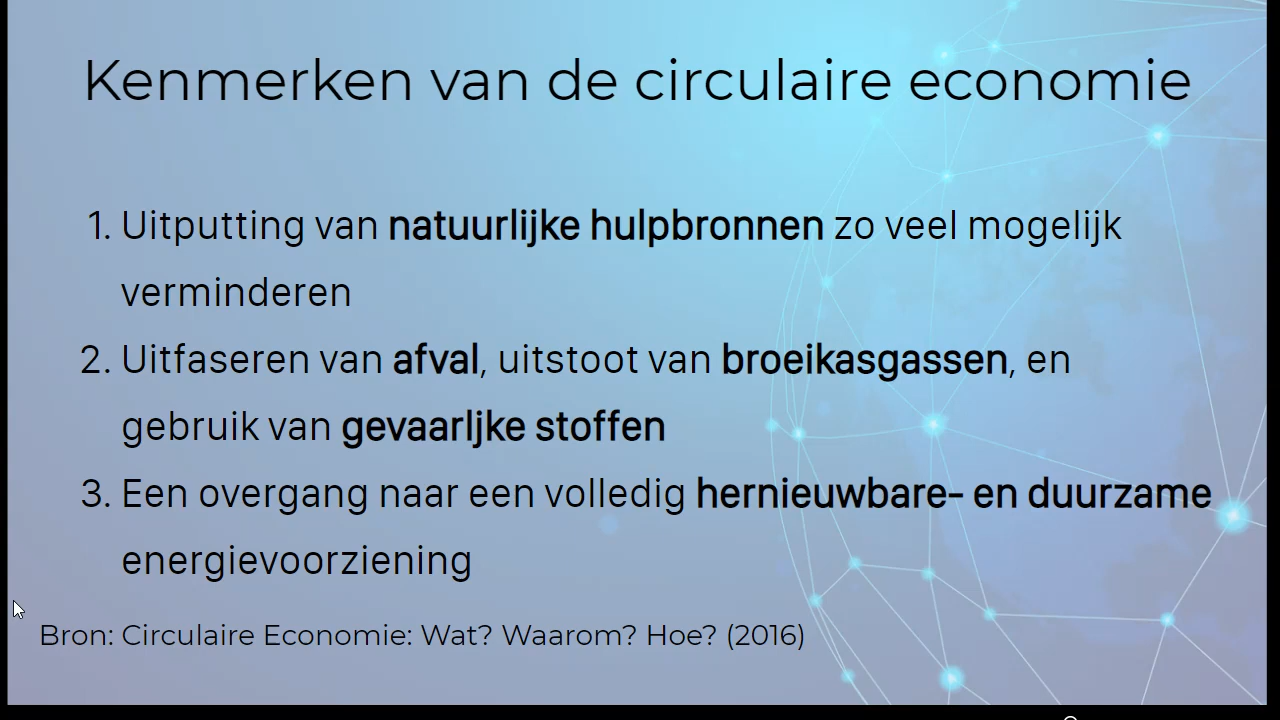 Kenmerken van de circulaire economie
1. Uitputting van natuurlijke hulpbronnen zo veel mogelijk
verminderen
2. Uitfaseren van afval, uitstoot van broeikasgassen, en
gebruik van gevaarljke stoffen
3. Een overgang naar een volledig hernieuwbare- en duurzame
energievoorziening
Bron: Circulaire Economie: Wat? Waarom? Hoe? (2016)